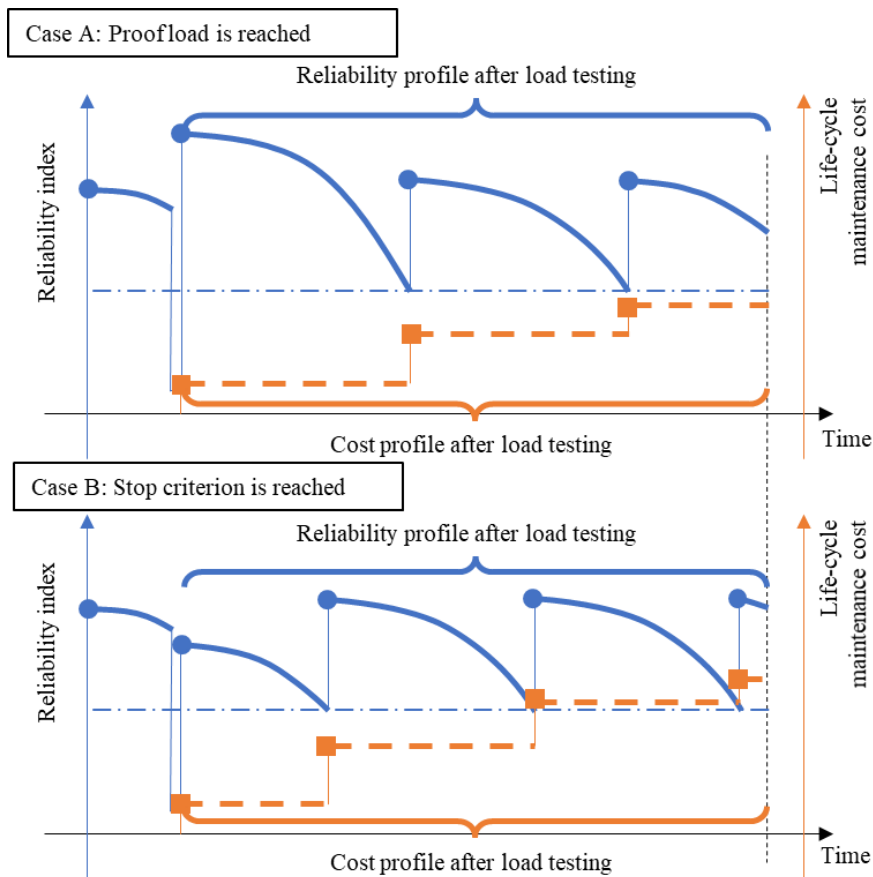 Case A: Proof load is reached
Reliability profile after load testing
Reliability index
Life-cycle
maintenance cost
Time
Cost profile after load testing
Case B: Stop criterion is reached
Reliability profile after load testing
Reliability index
Life-cycle
maintenance cost
Time
Cost profile after load testing